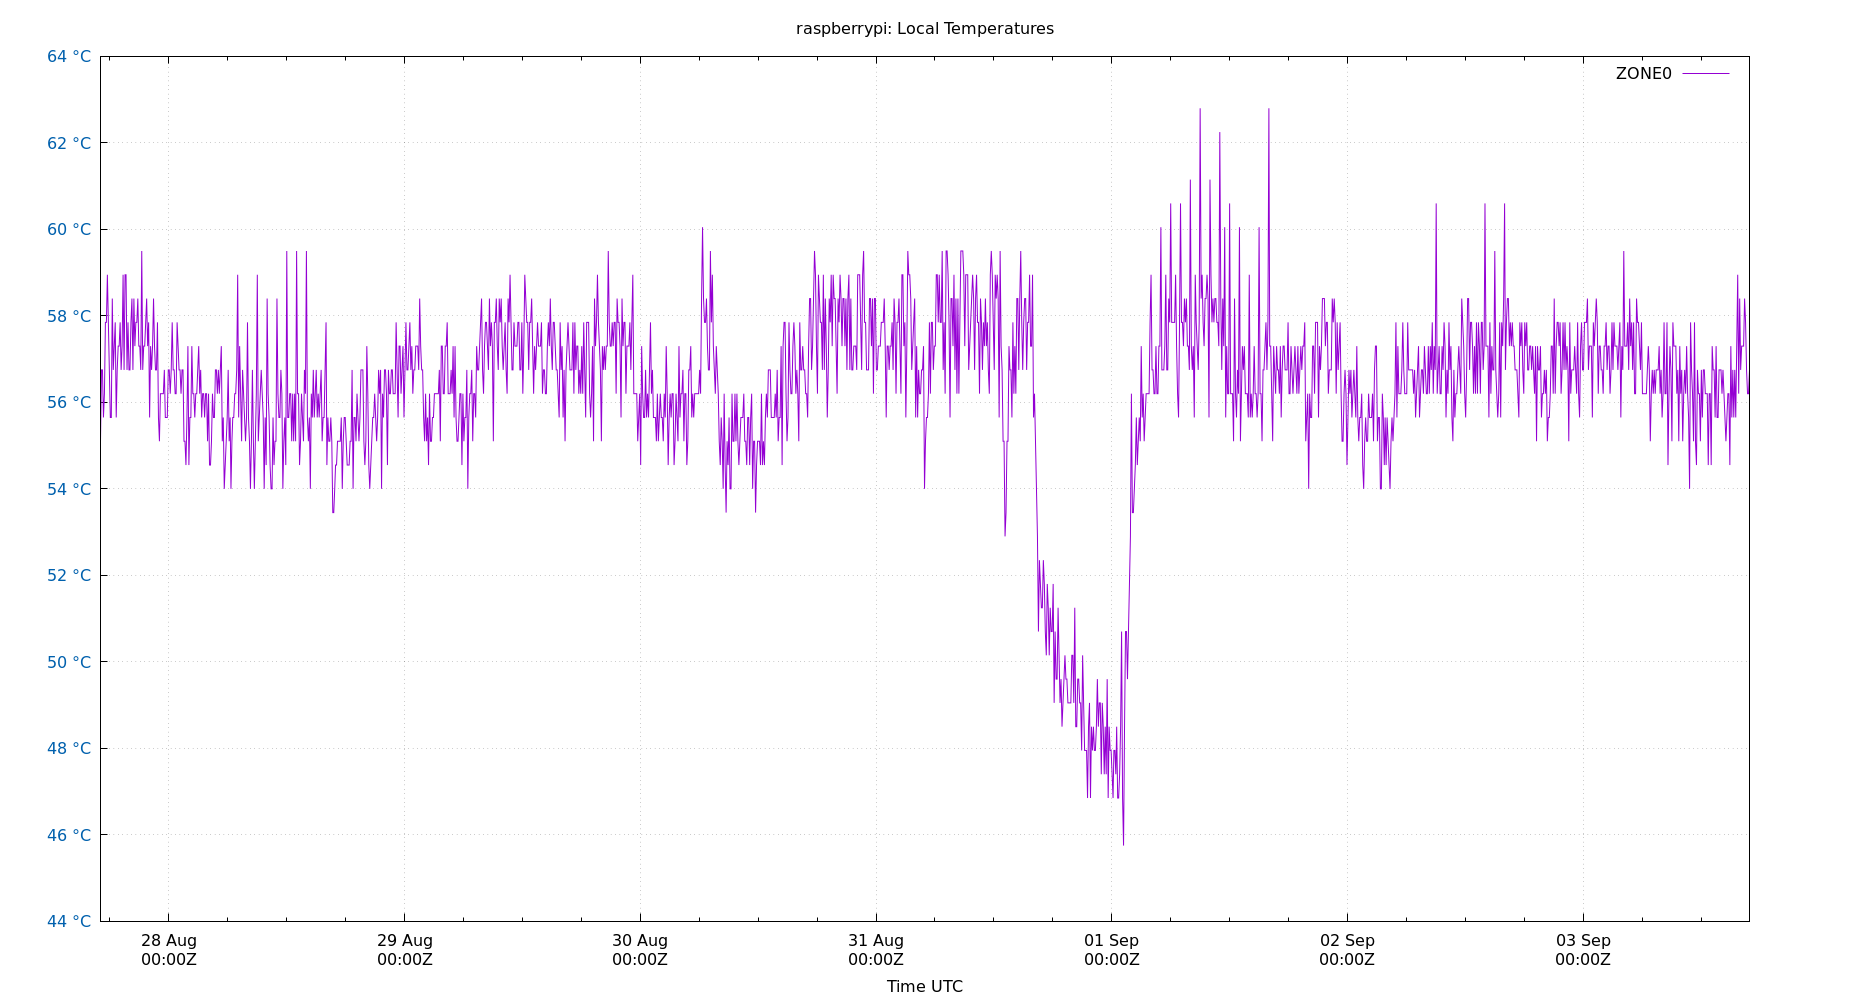 raspberrypi: Local Temperatures
64 °C
ZONE0
62 °C
60 °C
58 °C
56 °C
54 °C
52 °C
50 °C
48 °C
46 °C
44 °C
28 Aug 29 Aug 30 Aug 31 Aug 01 Sep 02 Sep 03 Sep
00:00Z 00:00Z 00:00Z 00:00Z 00:00Z 00:00Z 00:00Z
Time UTC